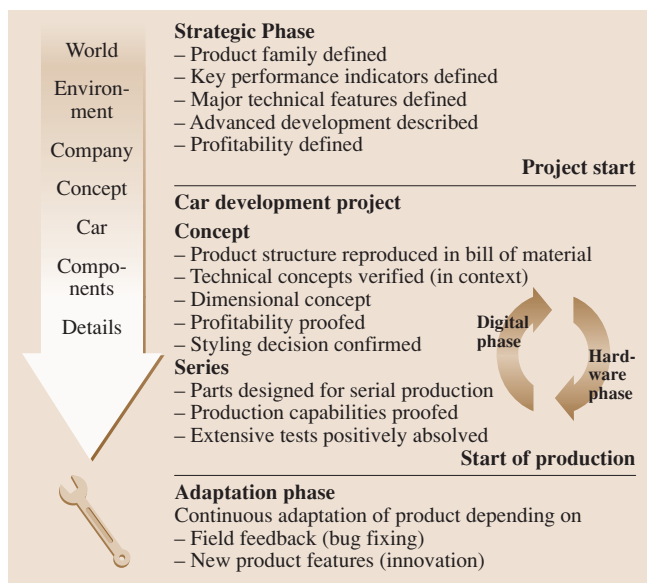 World
Environ-
ment
Company
Concept
Car
Compo-
nents
Details
Strategic Phase
– Product family defined
– Key performance indicators defined
– Major technical features defined
– Advanced development described
– Profitability defined
Project start
Car development project
Concept
– Product structure reproduced in bill of material
– Technical concepts verified (in context)
– Dimensional concept
– Profitability proofed
– Styling decision confirmed
Digital
phase
Hard-
ware
phase
Series
– Parts designed for serial production
– Production capabilities proofed
– Extensive tests positively absolved
Start of production
Adaptation phase
Continuous adaptation of product depending on
– Field feedback (bug fixing)
– New product features (innovation)